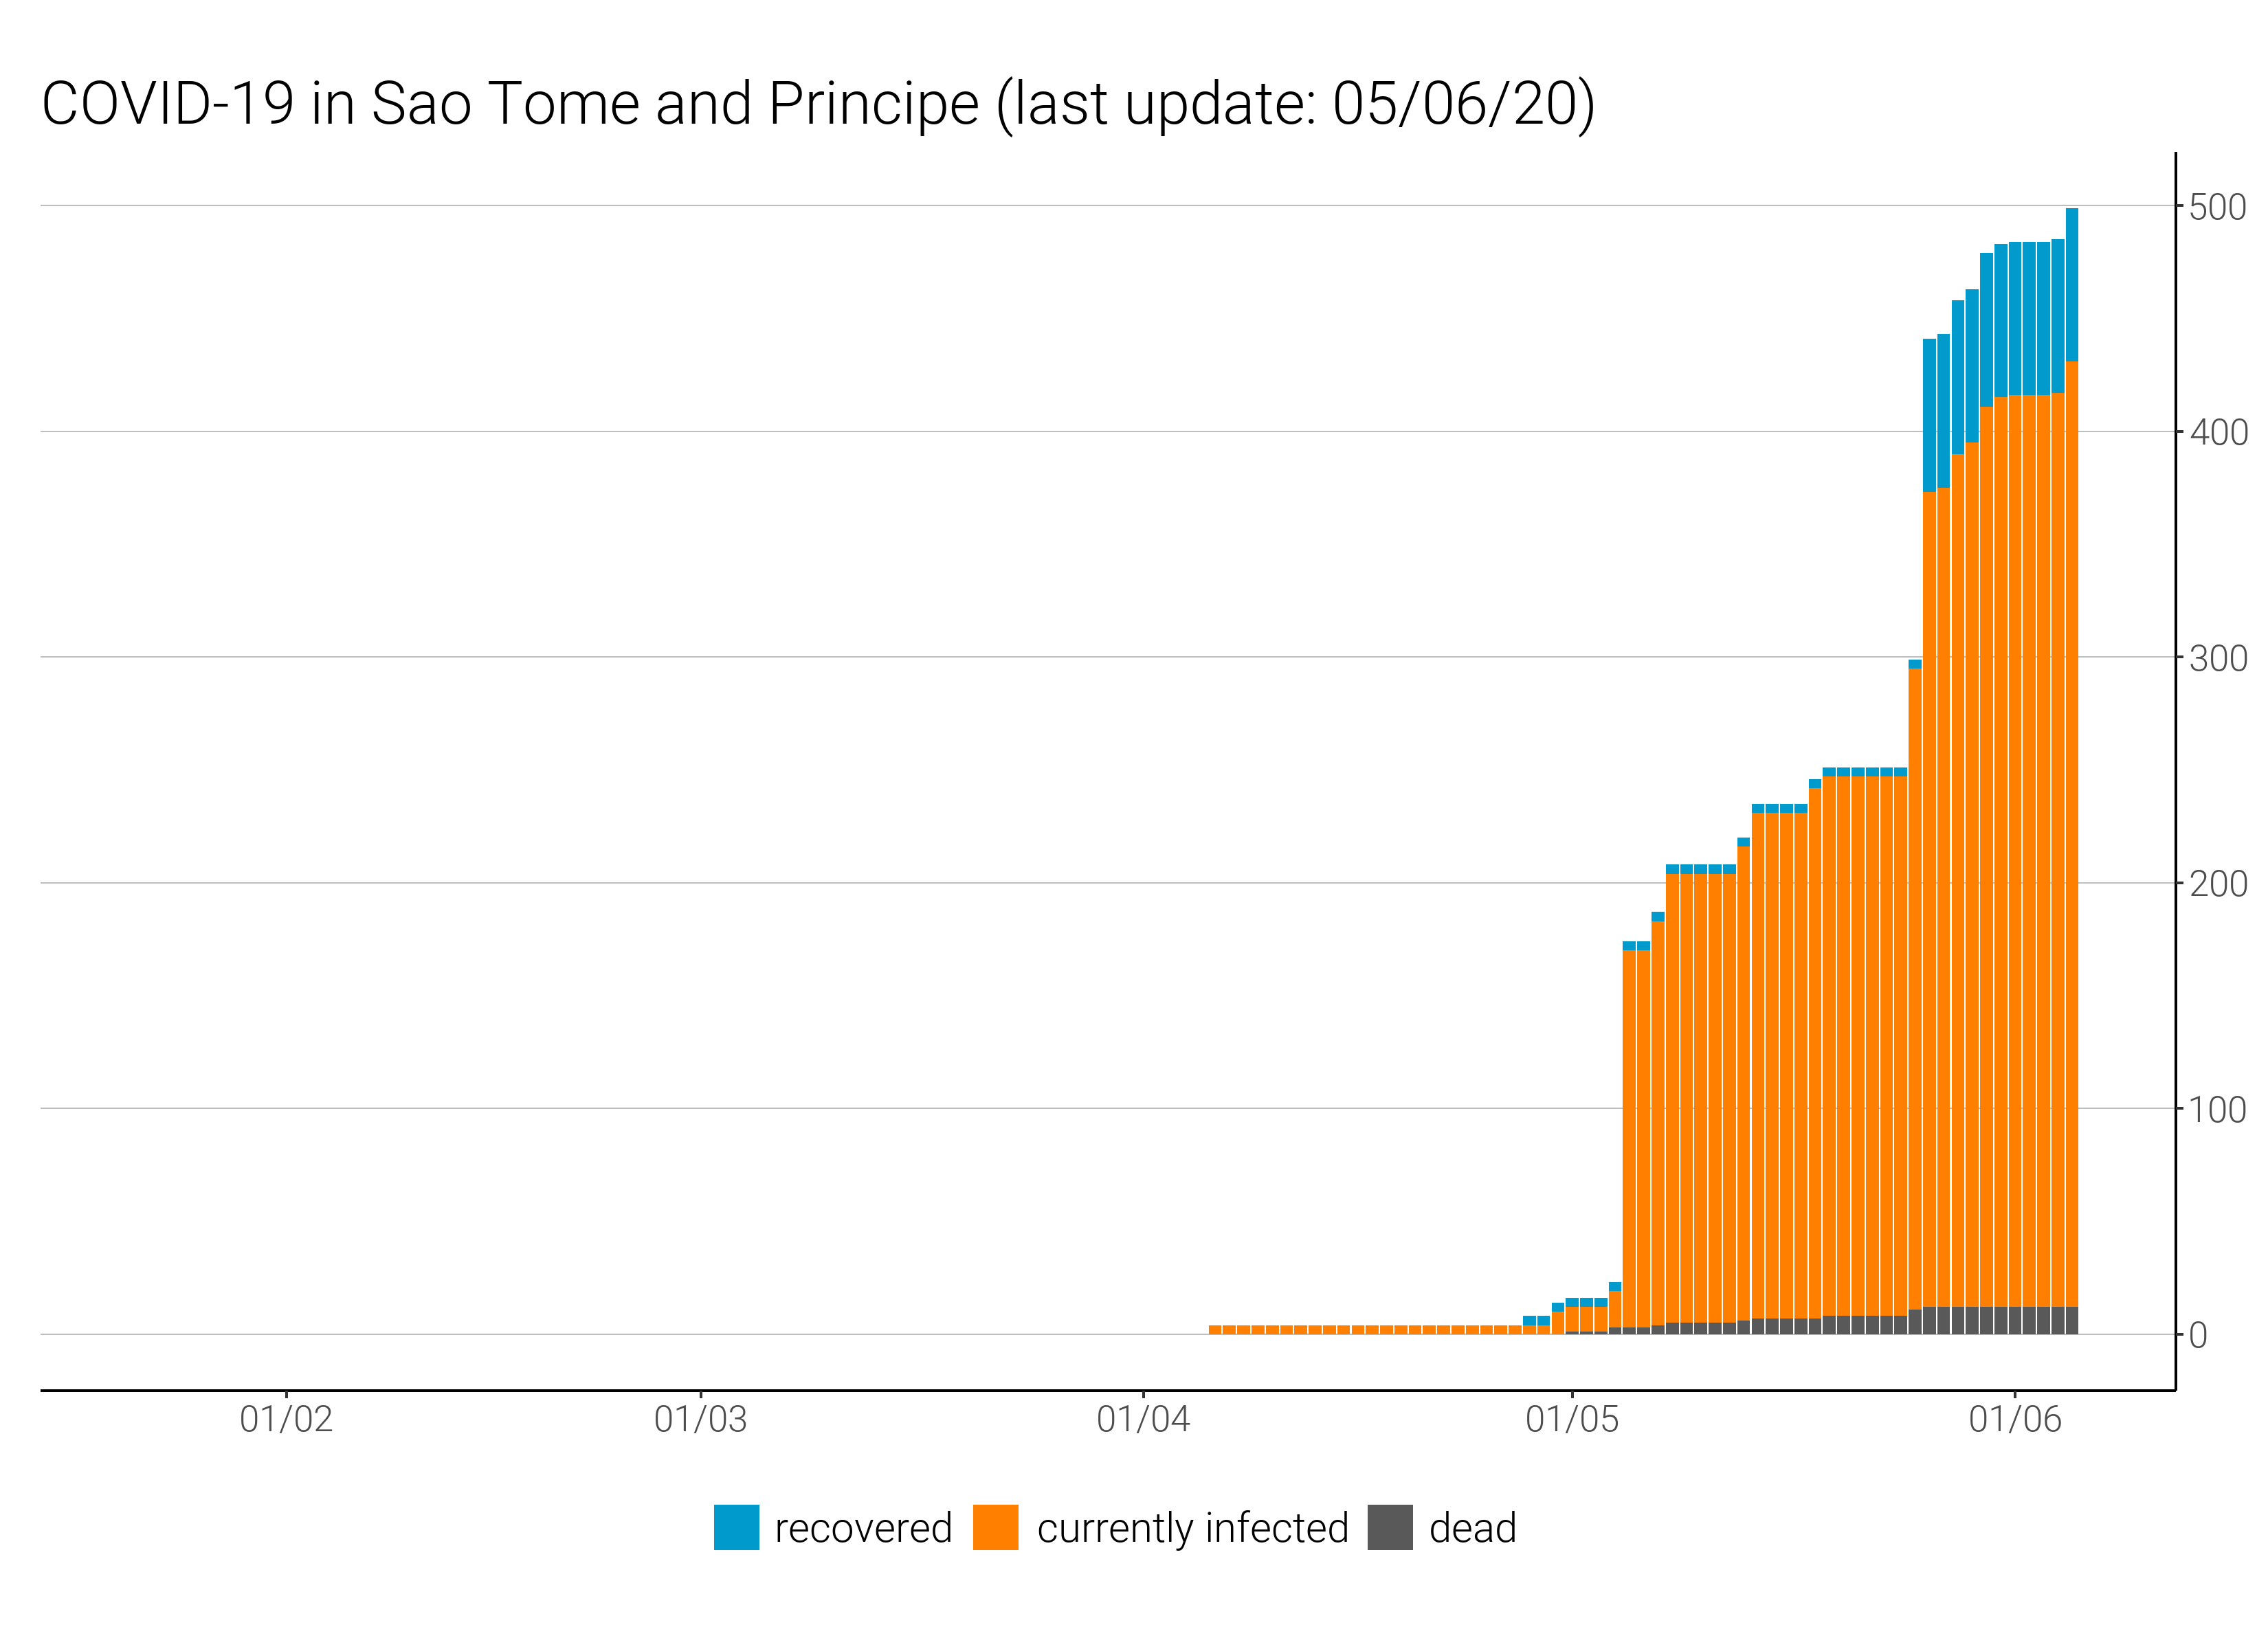 COVID-19 in Sao Tome and Principe (last update: 05/06/20)
500
400
300
200
100
0
01/02 01/03 01/04 01/05 01/06
recovered currently infected dead